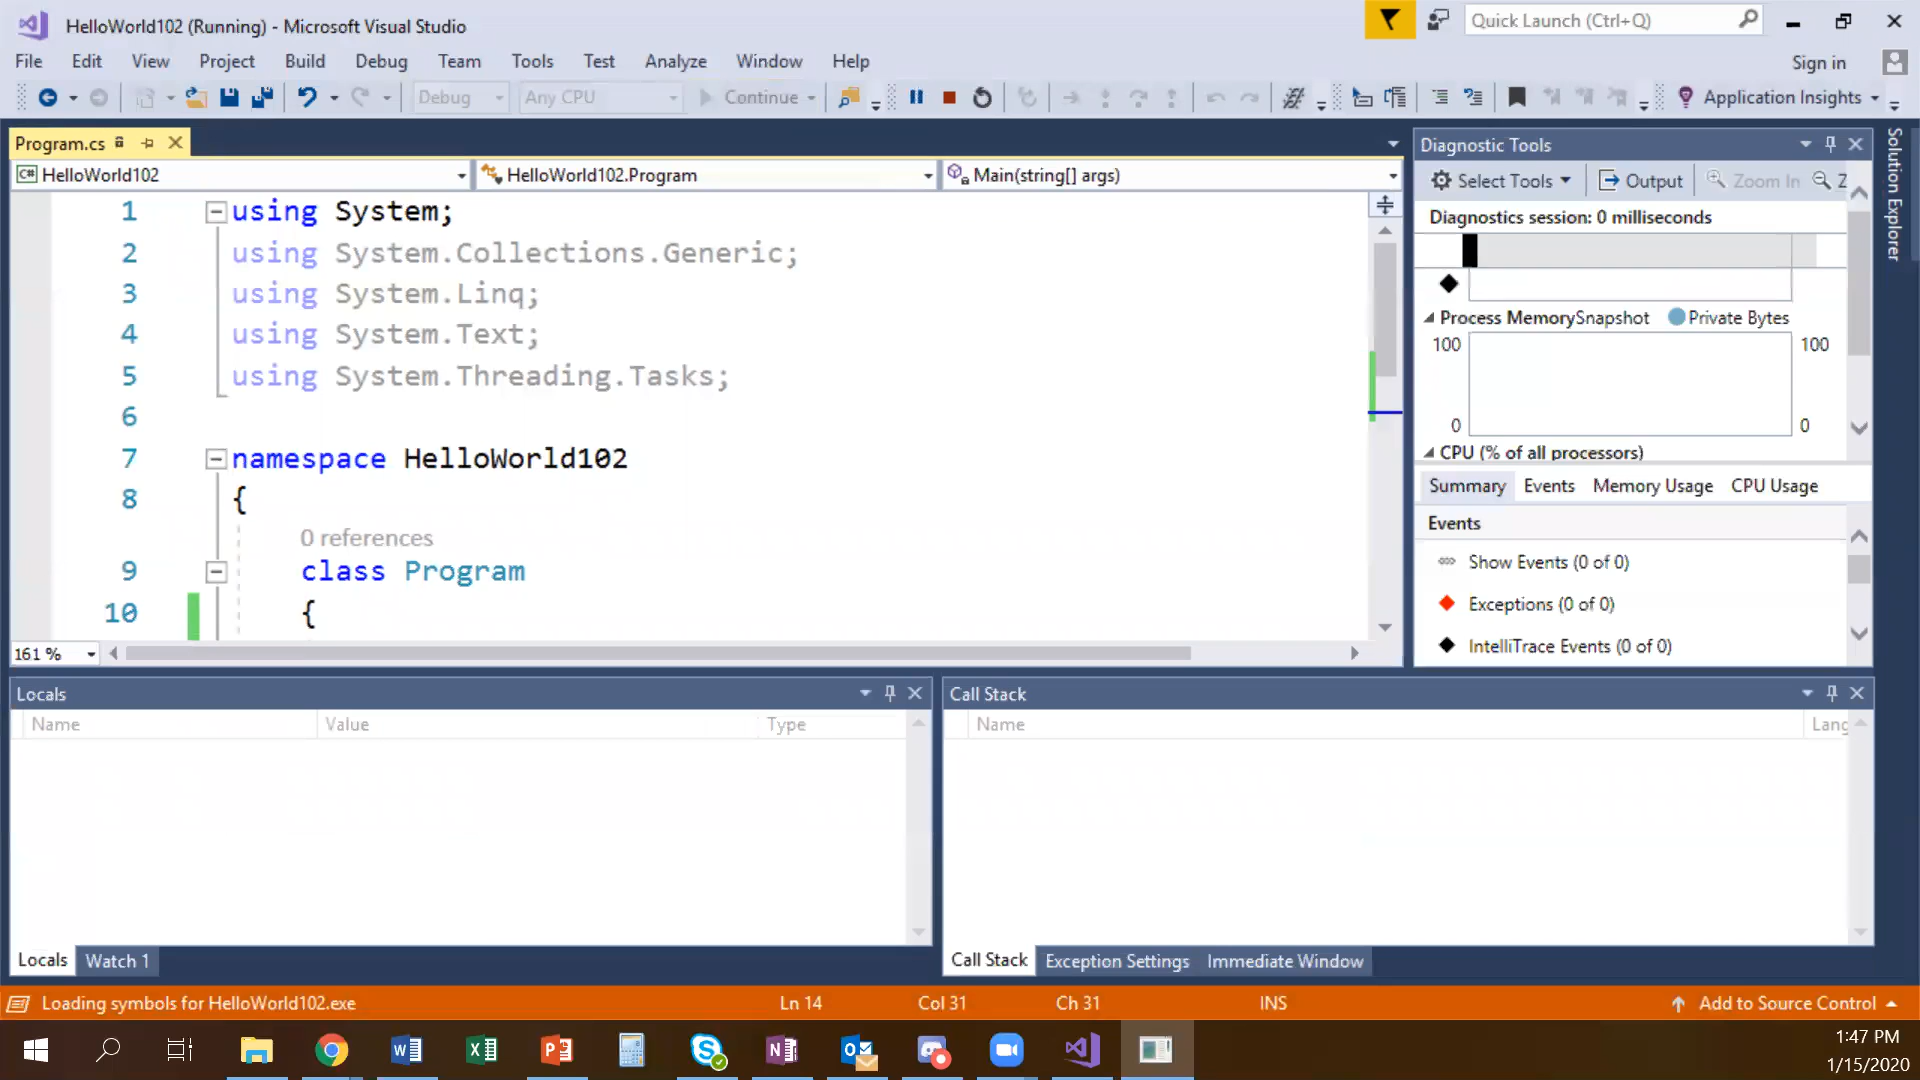 HelloWorld102 (Running) - Microsoft Visual Studio
Quick Launch (Ctrl+Q)
File Edit View Project Build Debug Team Tools Test Analyze Window Help
Sign in
Debug Any CPU Continue Application Insights
Program.cs
HelloWorld102 HelloWorld102.Program Main(string[] args)
1 using System;
2 using System.Collections.Generic;
3 using System.Linq;
4 using System.Text;
5 using System.Threading.Tasks;
6
7 namespace HelloWorld102
8 {
0 references
9 class Program
10 {
161 %
Diagnostic Tools
Select Tools Output Zoom In Z
Diagnostics session: 0 milliseconds
Process Memory Snapshot Private Bytes
100 100
0 0
CPU (% of all processors)
Summary Events Memory Usage CPU Usage
Events
Show Events (0 of 0)
Exceptions (0 of 0)
IntelliTrace Events (0 of 0)
Solution Explorer
Locals
Name Value Type
Locals Watch 1
Call Stack
Name Lang
Call Stack Exception Settings Immediate Window
Loading symbols for HelloWorld102.exe Ln 14 Col 31 Ch 31 INS Add to Source Control
1:47 PM
1/15/2020